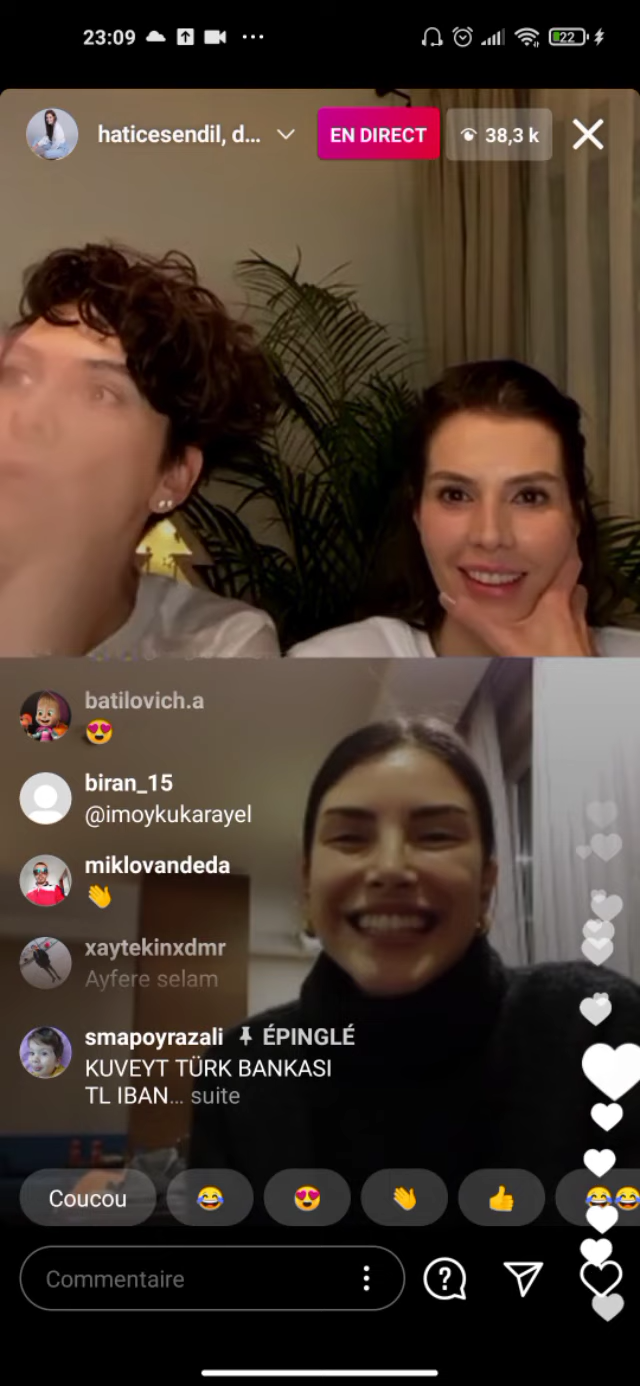 23:09
22
haticesendil, d...
EN DIRECT
38,3 k
batilovich.a
😍
biran_15
@imoykukarayel
miklovandeda
👋
xaytekinxdmr
Ayfere selam
smapoyrazali 📌 ÉPINGLÉ
KUVEYT TÜRK BANKASI
TL IBAN... suite
Coucou 😂 😍 👋 👍 😂😂
Commentaire